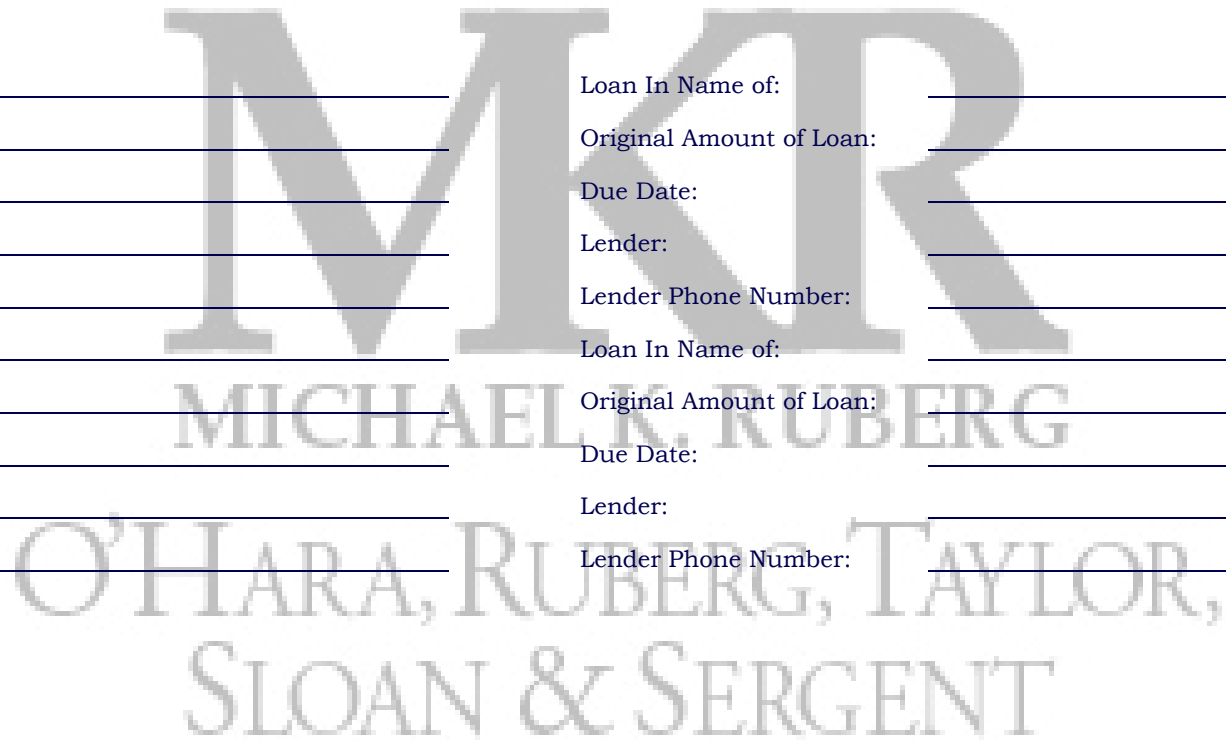 MKR
Loan In Name of:
Original Amount of Loan:
Due Date:
Lender:
Lender Phone Number:
Loan In Name of:
Original Amount of Loan:
Due Date:
Lender:
Lender Phone Number:
MICHAEL K. RUBERG
O'HARA, RUBERG, TAYLOR,
SLOAN & SERGENT